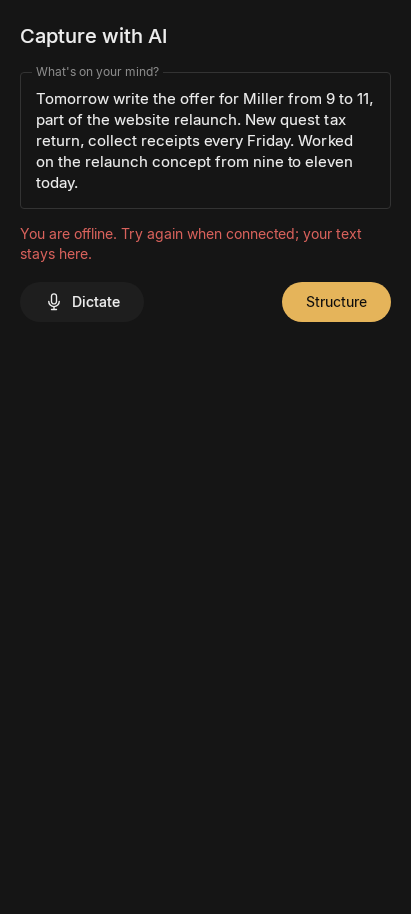 Capture with AI
What's on your mind?
Tomorrow write the offer for Miller from 9 to 11,
part of the website relaunch. New quest tax
return, collect receipts every Friday. Worked
on the relaunch concept from nine to eleven
today.
You are offline. Try again when connected; your text
stays here.
Dictate
Structure